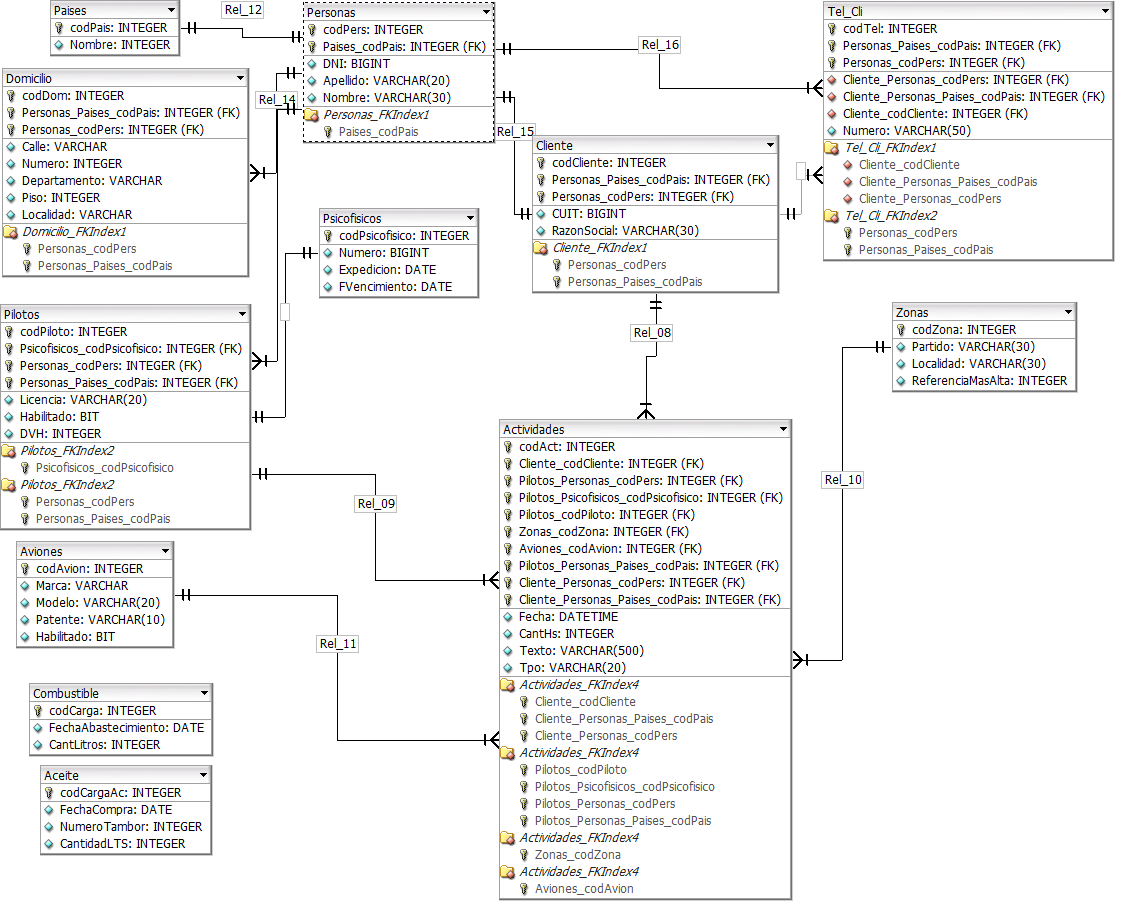 Paises
codPais: INTEGER
Nombre: INTEGER
Rel_12
Personas
codPers: INTEGER
Paises_codPais: INTEGER (FK)
DNI: BIGINT
Apellido: VARCHAR(20)
Nombre: VARCHAR(30)
Personas_FKIndex1
Paises_codPais
Rel_16
Tel_Cli
codTel: INTEGER
Personas_Paises_codPais: INTEGER (FK)
Personas_codPers: INTEGER (FK)
Cliente_Personas_codPers: INTEGER (FK)
Cliente_Personas_Paises_codPais: INTEGER (FK)
Cliente_codCliente: INTEGER (FK)
Numero: VARCHAR(50)
Tel_Cli_FKIndex1
Cliente_codCliente
Cliente_Personas_Paises_codPais
Cliente_Personas_codPers
Tel_Cli_FKIndex2
Personas_codPers
Personas_Paises_codPais
Domicilio
codDom: INTEGER
Personas_Paises_codPais: INTEGER (FK)
Personas_codPers: INTEGER (FK)
Calle: VARCHAR
Numero: INTEGER
Departamento: VARCHAR
Piso: INTEGER
Localidad: VARCHAR
Domicilio_FKIndex1
Personas_codPers
Personas_Paises_codPais
Rel_14
Rel_15
Cliente
codCliente: INTEGER
Personas_Paises_codPais: INTEGER (FK)
Personas_codPers: INTEGER (FK)
CUIT: BIGINT
RazonSocial: VARCHAR(30)
Cliente_FKIndex1
Personas_codPers
Personas_Paises_codPais
Psicofisicos
codPsicofisico: INTEGER
Numero: BIGINT
Expedicion: DATE
FVencimiento: DATE
Pilotos
codPiloto: INTEGER
Psicofisicos_codPsicofisico: INTEGER (FK)
Personas_codPers: INTEGER (FK)
Personas_Paises_codPais: INTEGER (FK)
Licencia: VARCHAR(20)
Habilitado: BIT
DVH: INTEGER
Pilotos_FKIndex2
Psicofisicos_codPsicofisico
Pilotos_FKIndex2
Personas_codPers
Personas_Paises_codPais
Rel_08
Zonas
codZona: INTEGER
Partido: VARCHAR(30)
Localidad: VARCHAR(30)
ReferenciaMasAlta: INTEGER
Rel_09
Rel_10
Actividades
codAct: INTEGER
Cliente_codCliente: INTEGER (FK)
Pilotos_Personas_codPers: INTEGER (FK)
Pilotos_Psicofisicos_codPsicofisico: INTEGER (FK)
Pilotos_codPiloto: INTEGER (FK)
Zonas_codZona: INTEGER (FK)
Aviones_codAvion: INTEGER (FK)
Pilotos_Personas_Paises_codPais: INTEGER (FK)
Cliente_Personas_codPers: INTEGER (FK)
Cliente_Personas_Paises_codPais: INTEGER (FK)
Fecha: DATETIME
CantHs: INTEGER
Texto: VARCHAR(500)
Tpo: VARCHAR(20)
Actividades_FKIndex4
Cliente_codCliente
Cliente_Personas_Paises_codPais
Cliente_Personas_codPers
Actividades_FKIndex4
Pilotos_codPiloto
Pilotos_Psicofisicos_codPsicofisico
Pilotos_Personas_codPers
Pilotos_Personas_Paises_codPais
Actividades_FKIndex4
Zonas_codZona
Actividades_FKIndex4
Aviones_codAvion
Aviones
codAvion: INTEGER
Marca: VARCHAR
Modelo: VARCHAR(20)
Patente: VARCHAR(10)
Habilitado: BIT
Rel_11
Combustible
codCarga: INTEGER
FechaAbastecimiento: DATE
CantLitros: INTEGER
Aceite
codCargaAc: INTEGER
FechaCompra: DATE
NumeroTambor: INTEGER
CantidadLTS: INTEGER